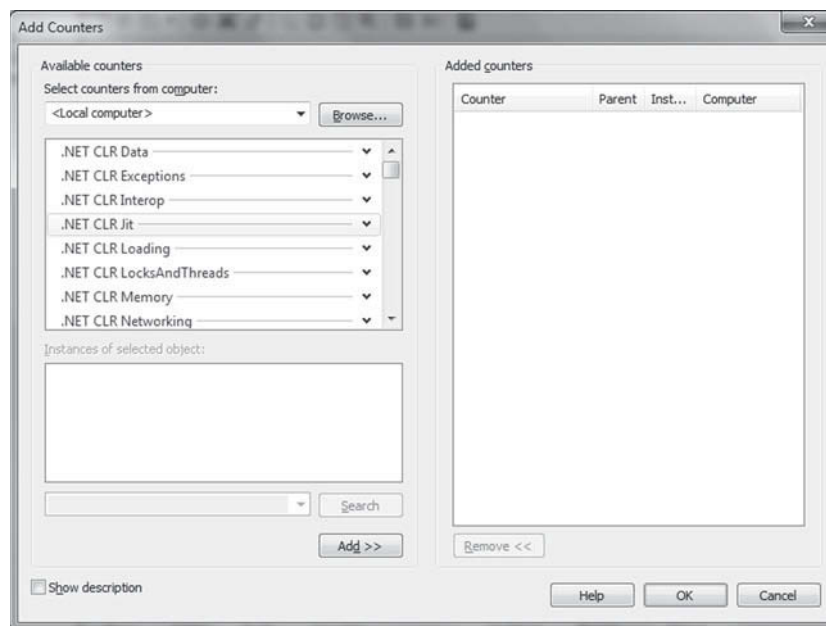 Add Counters
Available counters
Select counters from computer:
<Local computer>
Browse...
.NET CLR Data
.NET CLR Exceptions
.NET CLR Interop
.NET CLR Jit
.NET CLR Loading
.NET CLR LocksAndThreads
.NET CLR Memory
.NET CLR Networking
Instances of selected object:
Search
Add >>
Show description
Added counters
Counter Parent Inst... Computer
Remove <<
Help OK Cancel